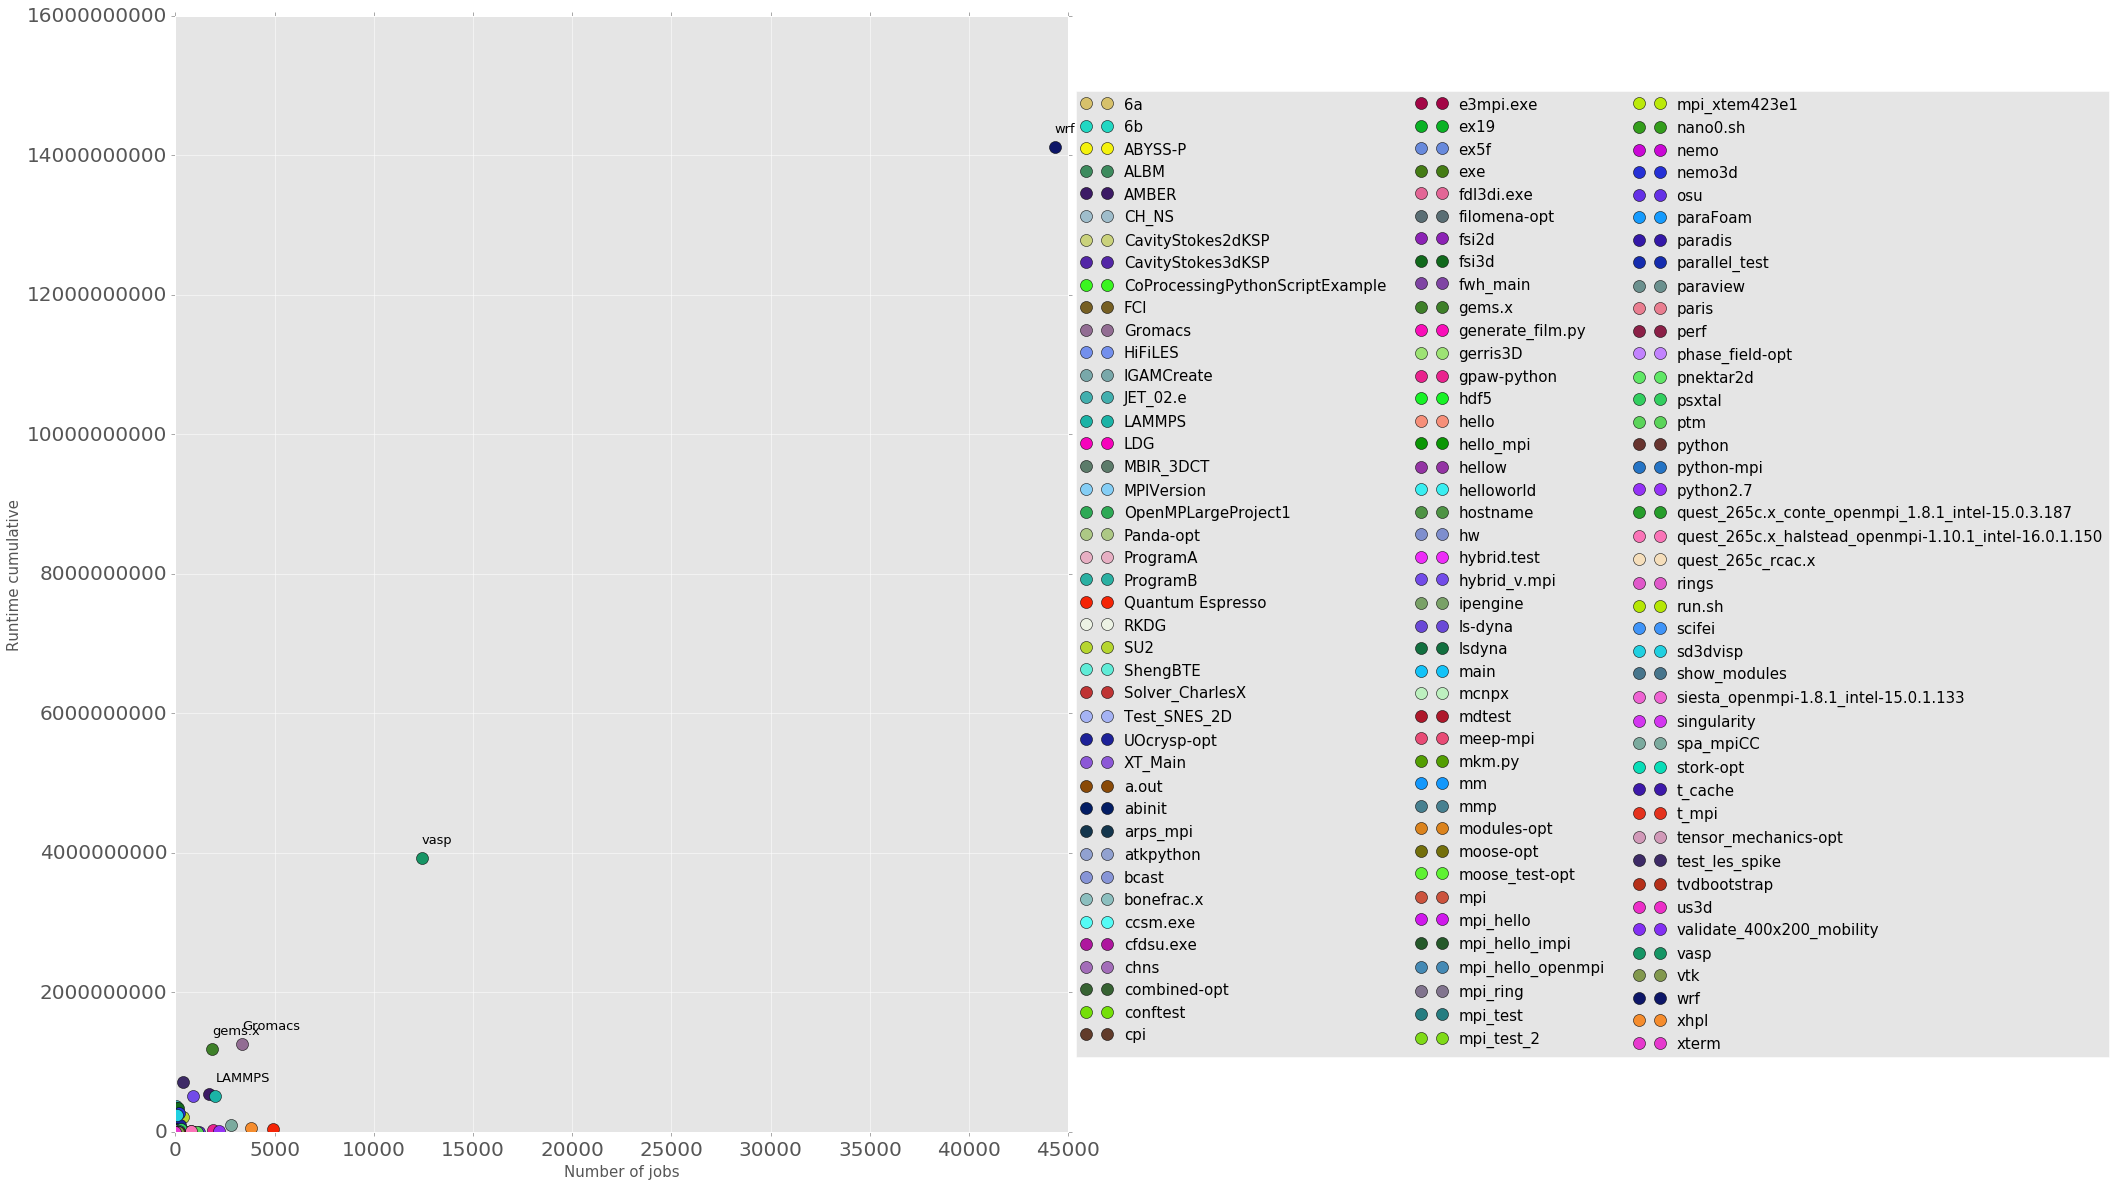 16000000000
14000000000
12000000000
10000000000
8000000000
6000000000
4000000000
2000000000
0
Runtime cumulative
0 5000 10000 15000 20000 25000 30000 35000 40000 45000
Number of jobs
wrf
vasp
gems.x
Gromacs
LAMMPS
6a
6b
ABYSS-P
ALBM
AMBER
CH_NS
CavityStokes2dKSP
CavityStokes3dKSP
CoProcessingPythonScriptExample
FCI
Gromacs
HiFiLES
IGAMCreate
JET_02.e
LAMMPS
LDG
MBIR_3DCT
MPIVersion
OpenMPLargeProject1
Panda-opt
ProgramA
ProgramB
Quantum Espresso
RKDG
SU2
ShengBTE
Solver_CharlesX
Test_SNES_2D
UOcrysp-opt
XT_Main
a.out
abinit
arps_mpi
atkpython
bcast
bonefrac.x
ccsm.exe
cfdsu.exe
chns
combined-opt
conftest
cpi
e3mpi.exe
ex19
ex5f
exe
fdl3di.exe
filomena-opt
fsi2d
fsi3d
fwh_main
gems.x
generate_film.py
gerris3D
gpaw-python
hdf5
hello
hello_mpi
hellow
helloworld
hostname
hw
hybrid.test
hybrid_v.mpi
ipengine
ls-dyna
lsdyna
main
mcnpx
mdtest
meep-mpi
mkm.py
mm
mmp
modules-opt
moose-opt
moose_test-opt
mpi
mpi_hello
mpi_hello_impi
mpi_hello_openmpi
mpi_ring
mpi_test
mpi_test_2
mpi_xtem423e1
nano0.sh
nemo
nemo3d
osu
paraFoam
paradis
parallel_test
paraview
paris
perf
phase_field-opt
pnektar2d
psxtal
ptm
python
python-mpi
python2.7
quest_265c.x_conte_openmpi_1.8.1_intel-15.0.3.187
quest_265c.x_halstead_openmpi-1.10.1_intel-16.0.1.150
quest_265c_rcac.x
rings
run.sh
scifei
sd3dvisp
show_modules
siesta_openmpi-1.8.1_intel-15.0.1.133
singularity
spa_mpiCC
stork-opt
t_cache
t_mpi
tensor_mechanics-opt
test_les_spike
tvdbootstrap
us3d
validate_400x200_mobility
vasp
vtk
wrf
xhpl
xterm